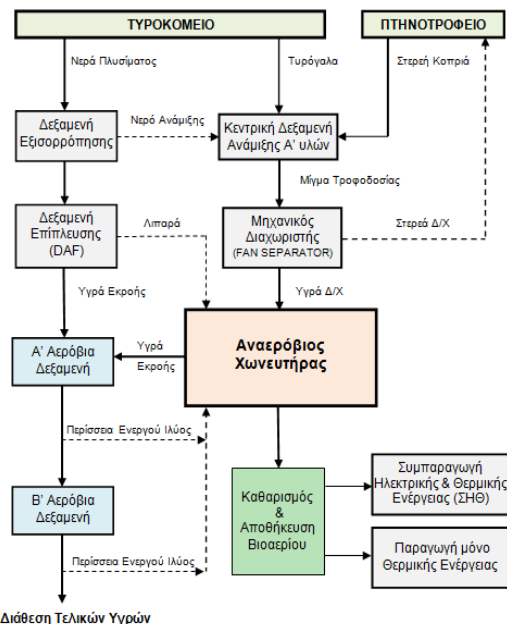 ΤΥΡΟΚΟΜΕΙΟ
ΠΤΗΝΟΤΡΟΦΕΙΟ
Νερά Πλυσίματος
Τυρόγαλα
Στερεή Κοπριά
Δεξαμενή
Εξισορρόπησης
Νερό Ανάμιξης
Κεντρική Δεξαμενή
Ανάμιξης Α' υλών
Μίγμα Τροφοδοσίας
Δεξαμενή
Επίπλευσης
(DAF)
Λιπαρά
Μηχανικός
Διαχωριστής
(FAN SEPARATOR)
Στερεά Δ/Χ
Υγρά Εκροής
Υγρά Δ/Χ
Α' Αερόβια
Δεξαμενή
Υγρά
Εκροής
Αναερόβιος
Χωνευτήρας
Περίσσεια Ενεργού Ιλύος
Β' Αερόβια
Δεξαμενή
Περίσσεια Ενεργού Ιλύος
Καθαρισμός
&
Αποθήκευση
Βιοαερίου
Συμπαραγωγή
Ηλεκτρικής & Θερμικής
Ενέργειας (ΣΗΘ)
Παραγωγή μόνο
Θερμικής Ενέργειας
Διάθεση Τελικών Υγρών